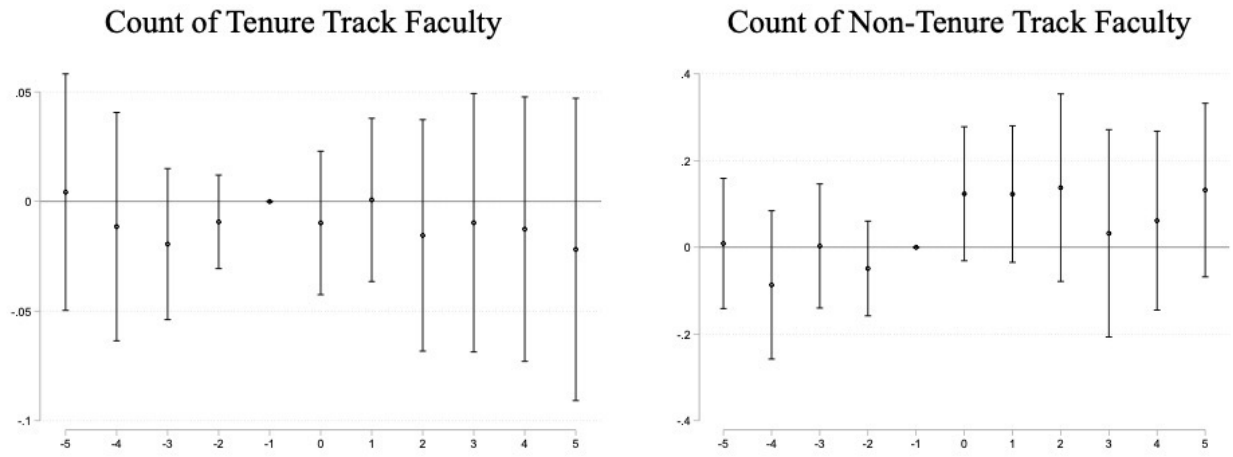 Count of Tenure Track Faculty
.05
0
-.05
-.1
-5 -4 -3 -2 -1 0 1 2 3 4 5
Count of Non-Tenure Track Faculty
.4
.2
0
-.2
-.4
-5 -4 -3 -2 -1 0 1 2 3 4 5